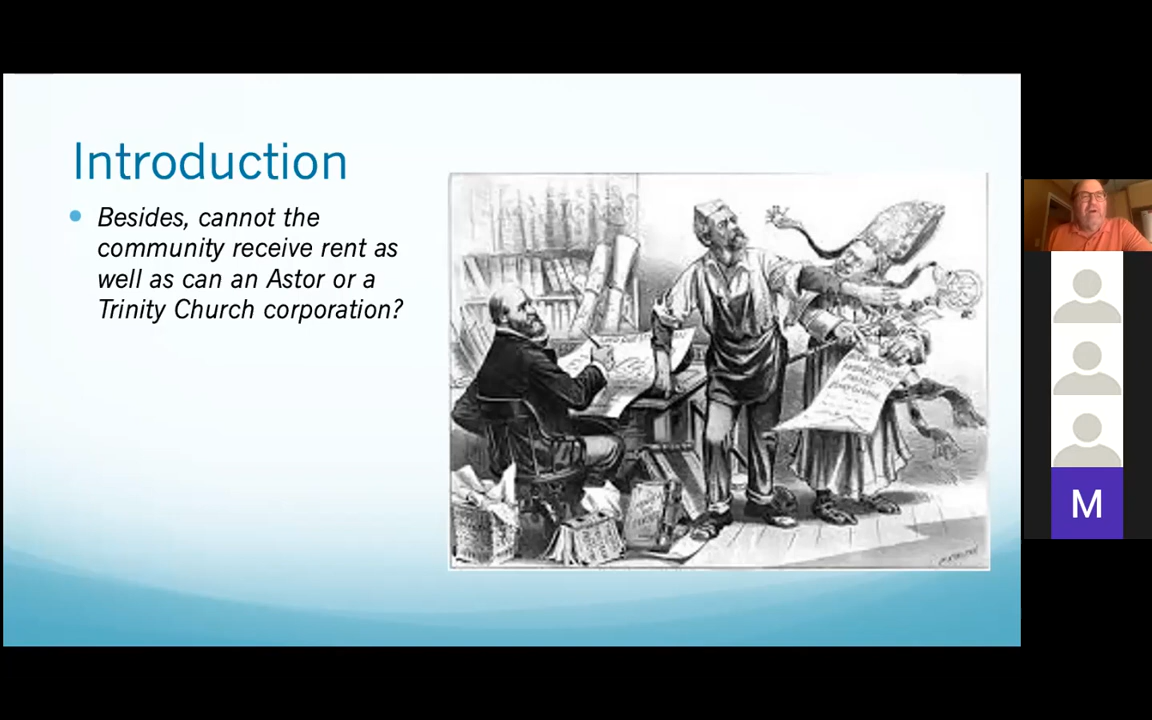 Introduction
Besides, cannot the
community receive rent as
well as can an Astor or a
Trinity Church corporation?
M